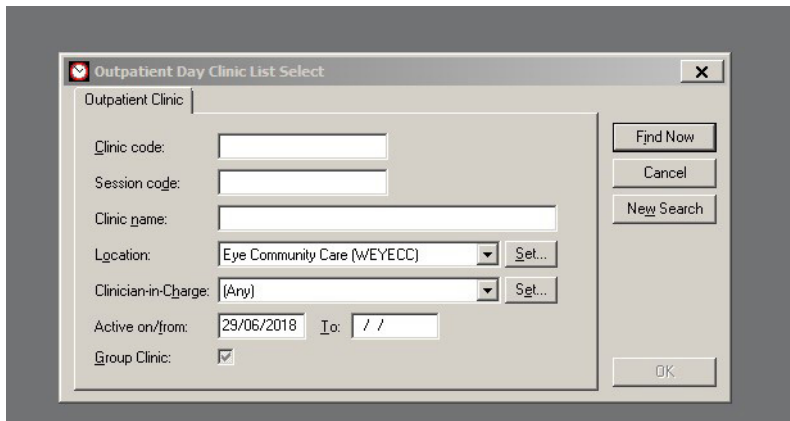 Outpatient Day Clinic List Select
Outpatient Clinic
Clinic code:
Session code:
Clinic name:
Location: Eye Community Care (WEYECC) Set...
Clinician-in-Charge: (Any) Set...
Active on/from: 29/06/2018 To: / /
Group Clinic:
Find Now
Cancel
New Search
OK